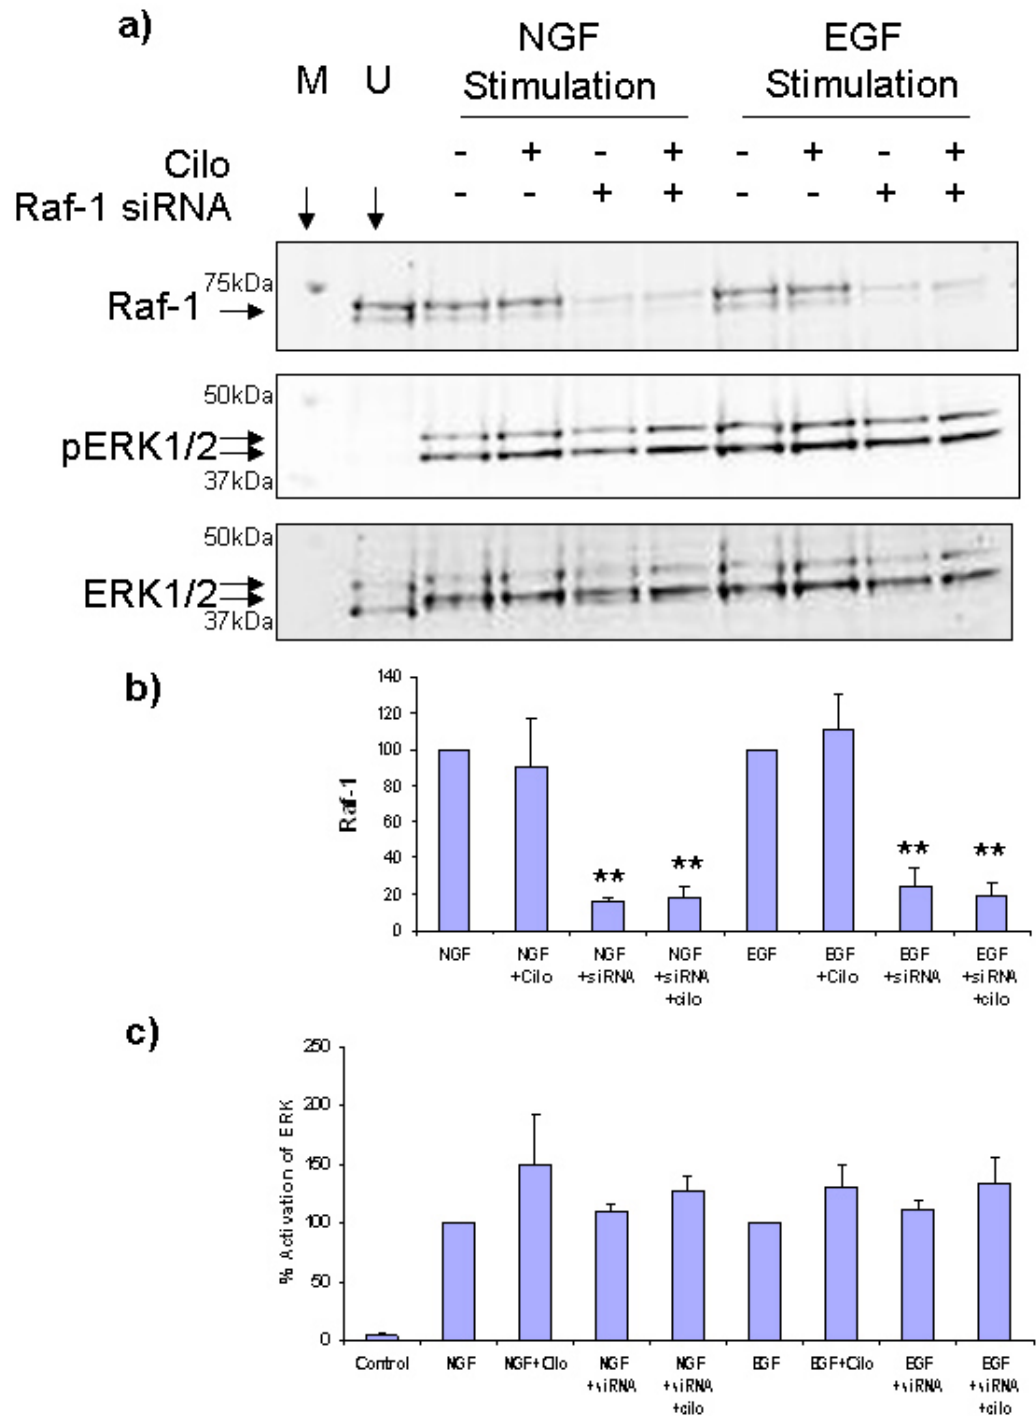 a)
NGF
Stimulation
EGF
Stimulation
M U
Cilo - + - + - + - +
Raf-1 siRNA - - + + - - + +
75kDa
Raf-1
50kDa
pERK1/2
37kDa
50kDa
ERK1/2
37kDa
b)
Raf-1
140
120
100
80
60
40
20
0
** ** ** **
NGF
NGF
+Cilo
NGF
+siRNA
NGF
+siRNA
+cilo
EGF
EGF
+Cilo
EGF
+siRNA
EGF
+siRNA
+cilo
c)
% Activation of ERK
250
200
150
100
50
0
Control
NGF
NGF+Cilo
NGF
+siRNA
NGF
+siRNA
+cilo
EGF
EGF+Cilo
EGF
+siRNA
EGF
+siRNA
+cilo